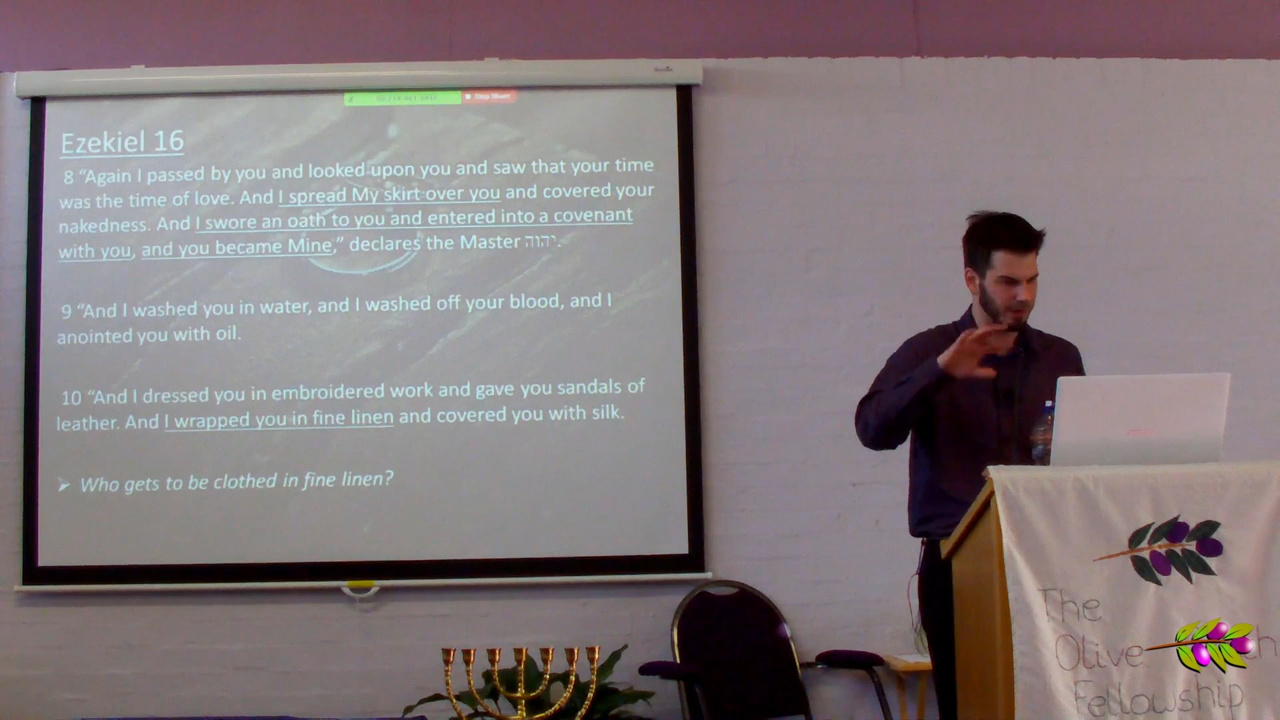 Stop Share
Ezekiel 16
8 “Again I passed by you and looked upon you and saw that your time
was the time of love. And I spread My skirt over you and covered your
nakedness. And I swore an oath to you and entered into a covenant
with you, and you became Mine,” declares the Master יהוה.
9 “And I washed you in water, and I washed off your blood, and I
anointed you with oil.
10 “And I dressed you in embroidered work and gave you sandals of
leather. And I wrapped you in fine linen and covered you with silk.
➢ Who gets to be clothed in fine linen?
The
Olive
Fellowship